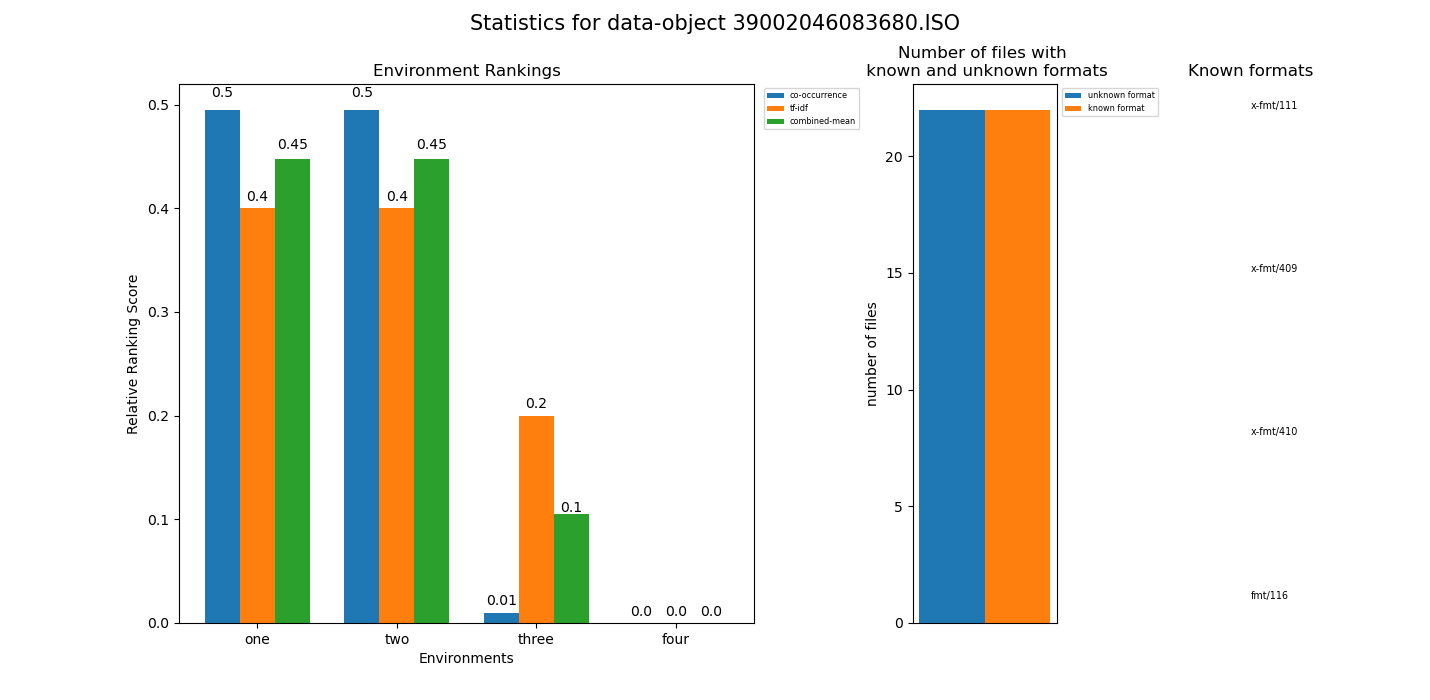 Statistics for data-object 39002046083680.ISO
Environment Rankings
0.5
0.4
0.3
0.2
0.1
0.0
Relative Ranking Score
0.5
0.4
0.45
0.5
0.4
0.45
0.01
0.2
0.1
0.0
0.0
0.0
one
two
three
four
Environments
co-occurrence
tf-idf
combined-mean
Number of files with
known and unknown formats
20
15
10
5
0
number of files
unknown format
known format
Known formats
x-fmt/111
x-fmt/409
x-fmt/410
fmt/116